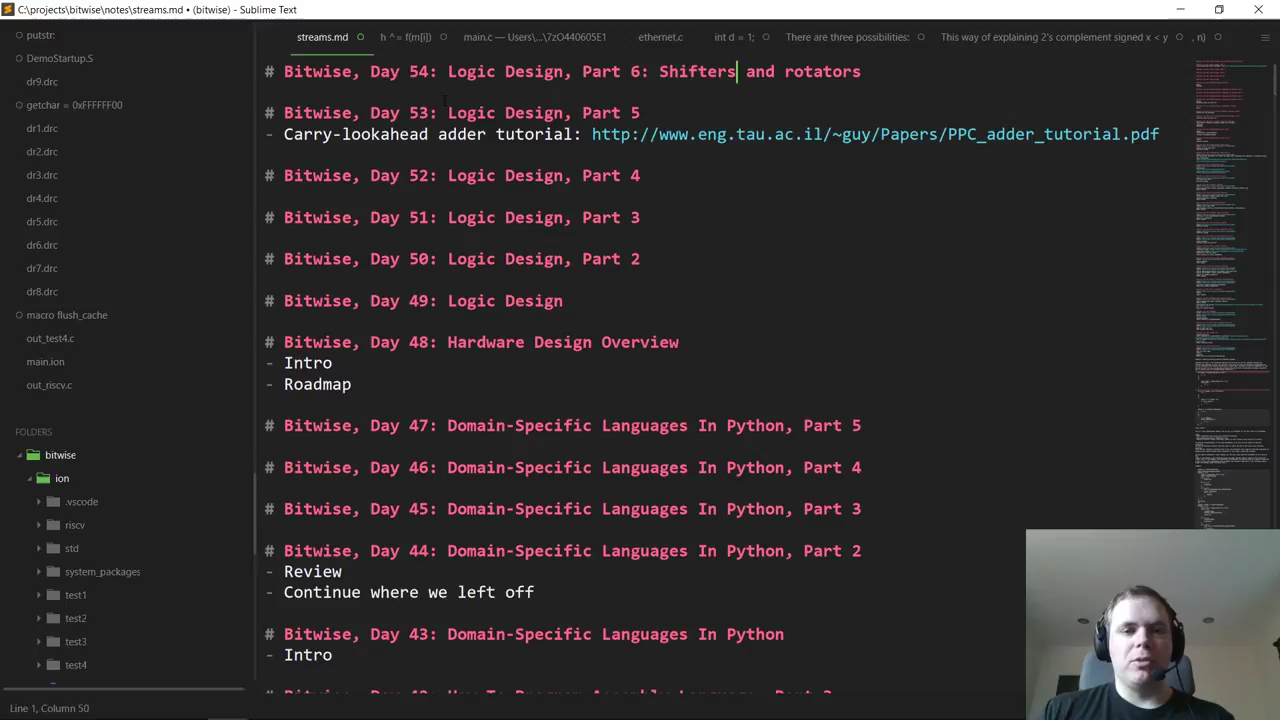 C:\projects\bitwise\notes\streams.md • (bitwise) - Sublime Text
putstr:
DemoStartup.S
dr9.drc
getchar = 0xFFFFFF00
dr1.drc
dr2.drc
dr3.drc
dr4.drc
dr5.drc
dr6.drc
dr7.drc
dr8.drc
macro flush_cache
out_test4.c
main.ion
out_riscv.c
FOLDERS
bitwise
ion
.vscode
riscv
std
system_packages
test1
test2
test3
test4
streams.md
h ^= f(m[i])
main.c — Users\...\7zO440605E1
ethernet.c
int d = 1;
There are three possibilities:
This way of explaining 2's complement signed x < y
, n)
# Bitwise, Day 54: Logic Design, Part 6: Shifters and rotators
# Bitwise, Day 53: Logic Design, Part 5
- Carry-lookahead adder tutorial: http://www.eng.tau.ac.il/~guy/Papers/PPC_adder_tutorial.pdf
# Bitwise, Day 52: Logic Design, Part 4
# Bitwise, Day 51: Logic Design, Part 3
# Bitwise, Day 50: Logic Design, Part 2
# Bitwise, Day 49: Logic Design
# Bitwise, Day 48: Hardware Design Overview
- Intro
- Roadmap
# Bitwise, Day 47: Domain-Specific Languages In Python, Part 5
# Bitwise, Day 46: Domain-Specific Languages In Python, Part 4
# Bitwise, Day 45: Domain-Specific Languages In Python, Part 3
# Bitwise, Day 44: Domain-Specific Languages In Python, Part 2
- Review
- Continue where we left off
# Bitwise, Day 43: Domain-Specific Languages In Python
- Intro
Line 1, Column 50